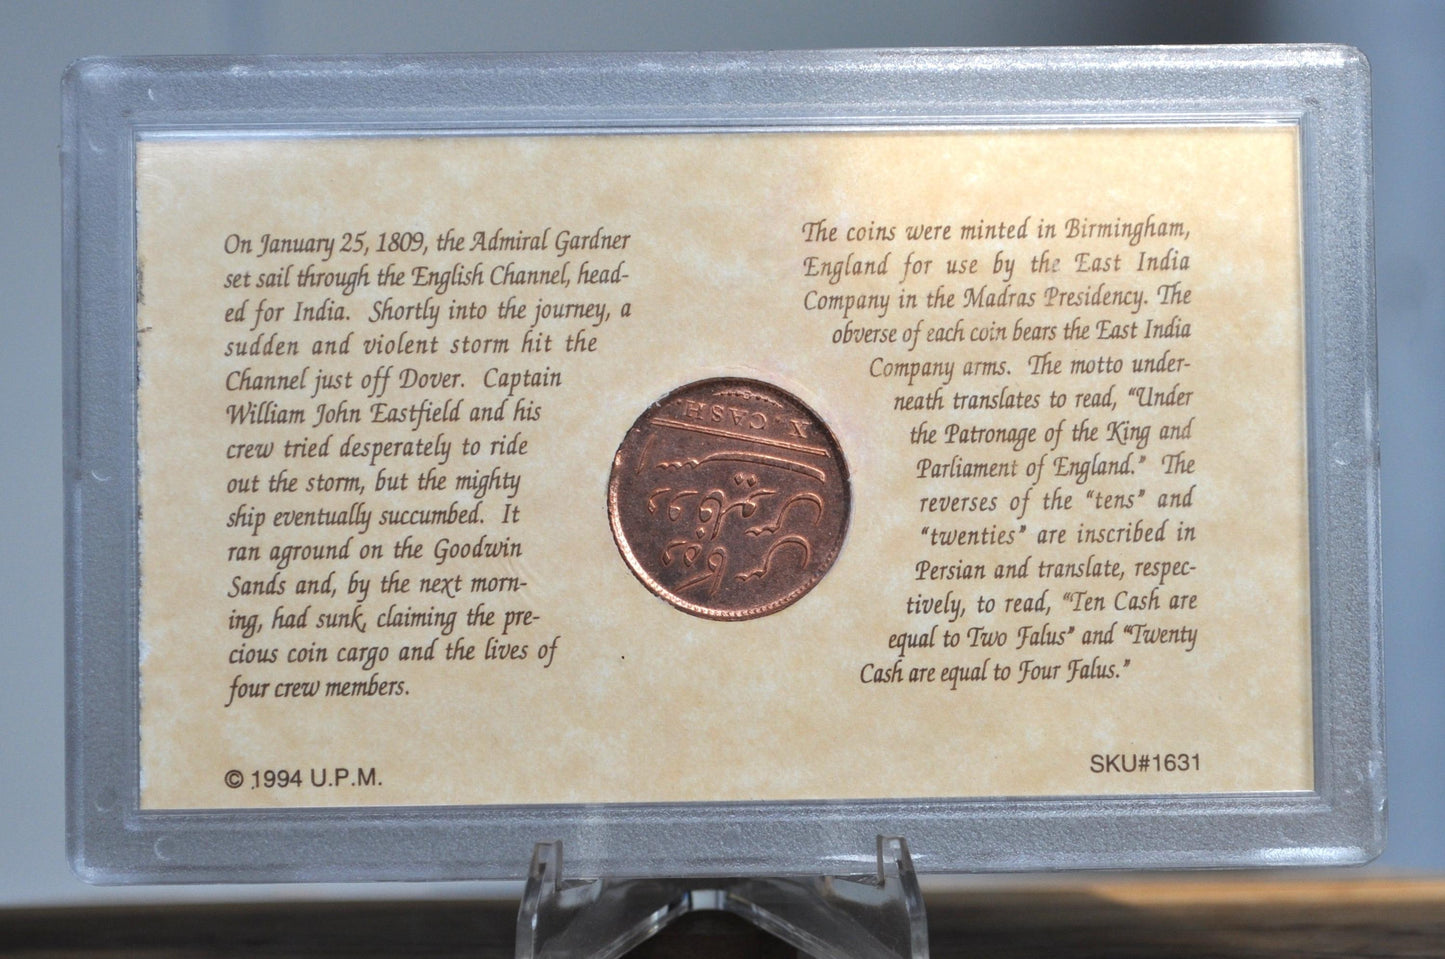 On January 25, 1809, the Admiral Gardner
set sail through the English Channel, head-
ed for India. Shortly into the journey, a
sudden and violent storm hit the
Channel just off Dover. Captain
William John Eastfield and his
crew tried desperately to ride
out the storm, but the mighty
ship eventually succumbed. It
ran aground on the Goodwin
Sands and, by the next morn-
ing, had sunk, claiming the pre-
cious coin cargo and the lives of
four crew members.
© 1994 U.P.M.
X. CASH
The coins were minted in Birmingham,
England for use by the East India
Company in the Madras Presidency. The
obverse of each coin bears the East India
Company arms. The motto under-
neath translates to read, “Under
the Patronage of the King and
Parliament of England.” The
reverses of the “tens” and
“twenties” are inscribed in
Persian and translate, respec-
tively, to read, “Ten Cash are
equal to Two Falus” and “Twenty
Cash are equal to Four Falus.”
SKU#1631